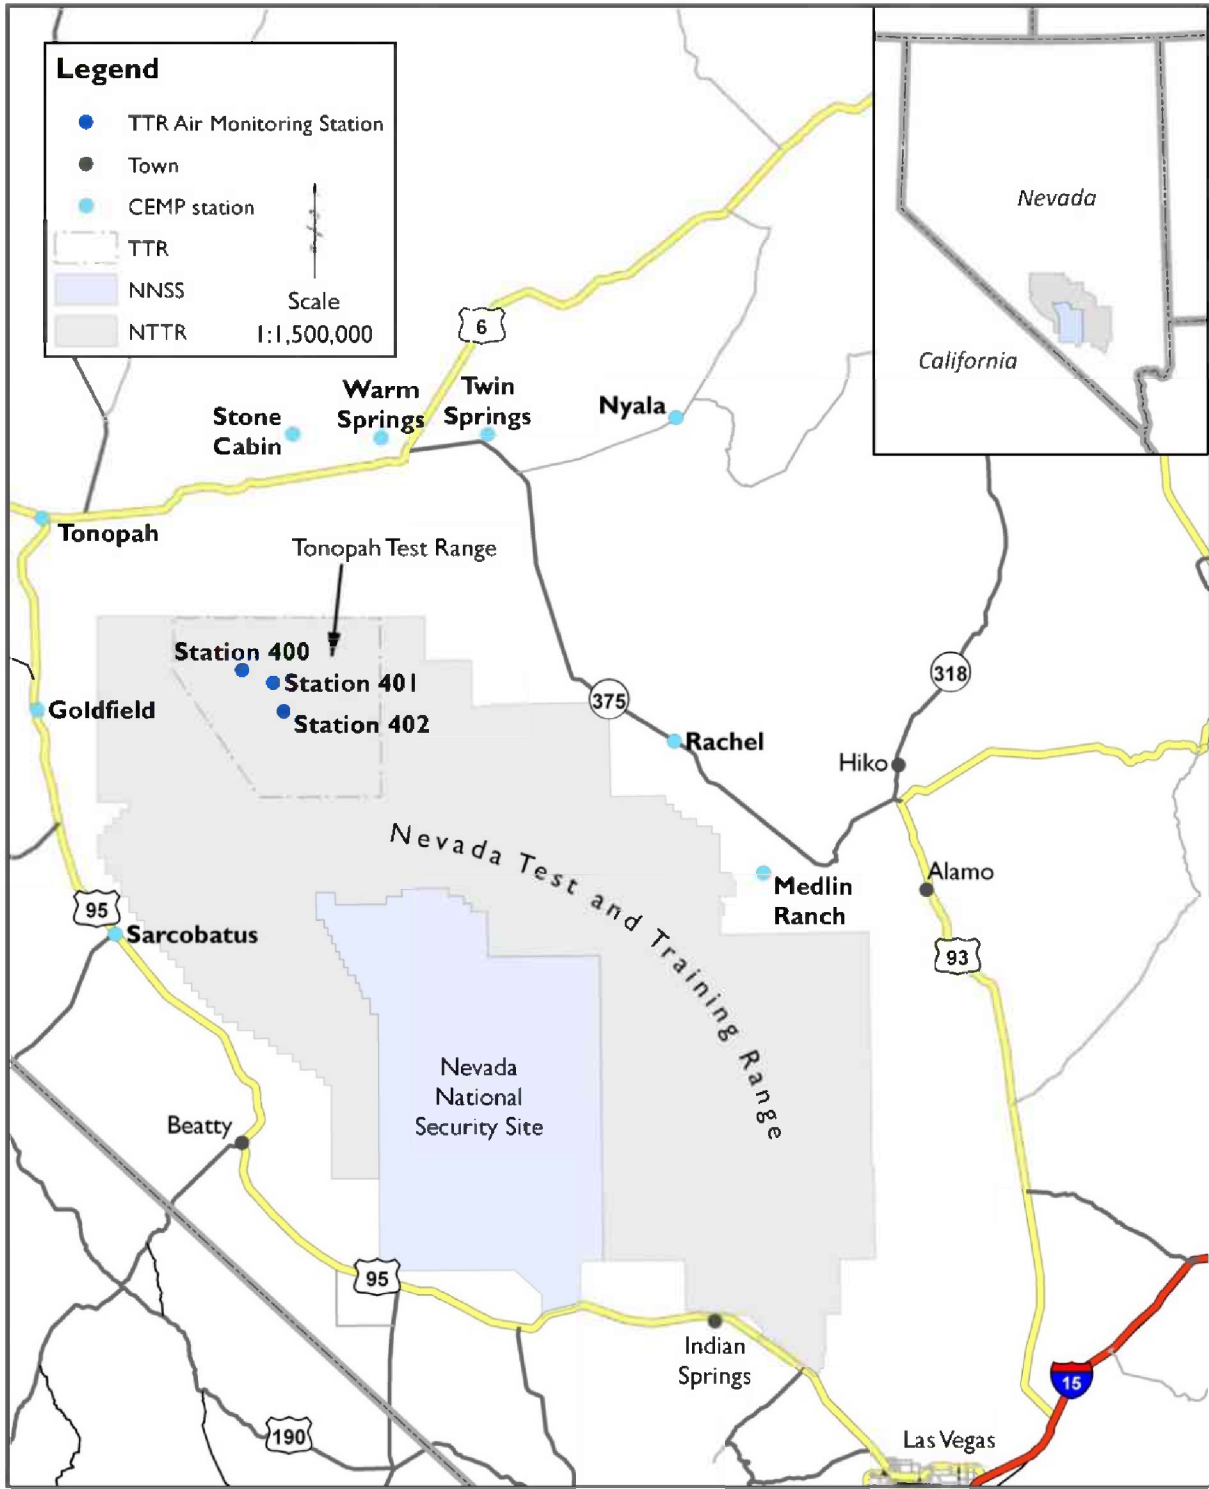 Legend
TTR Air Monitoring Station
Town
CEMP station
TTR
NNSS
NTTR
Scale
1:1,500,000
Nevada
California
6
Warm
Springs
Twin
Springs
Stone
Cabin
Nyala
Tonopah
Tonopah Test Range
Station 400
Station 401
Station 402
Goldfield
375
318
Rachel
Hiko
Nevada Test and Training Range
Medlin
Ranch
Alamo
95
Sarcobatus
93
Nevada
National
Security Site
Beatty
95
Indian
Springs
15
190
Las Vegas